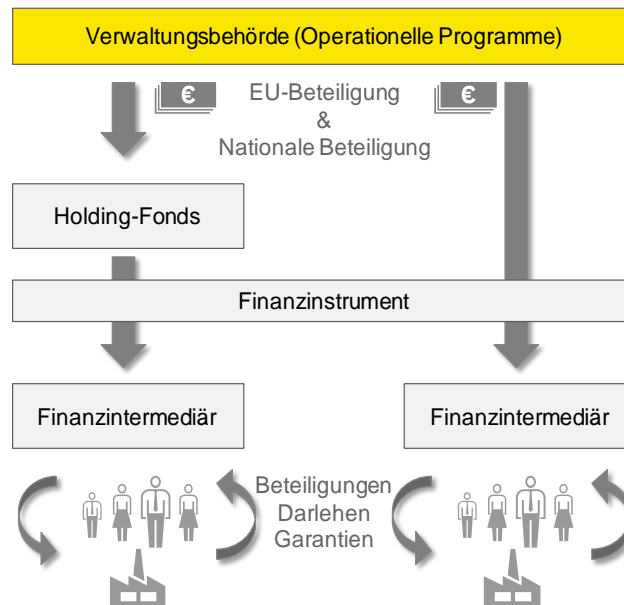 Verwaltungsbehörde (Operationelle Programme)
€
€
EU-Beteiligung
&
Nationale Beteiligung
Holding-Fonds
Finanzinstrument
Finanzintermediär
Finanzintermediär
Beteiligungen
Darlehen
Garantien